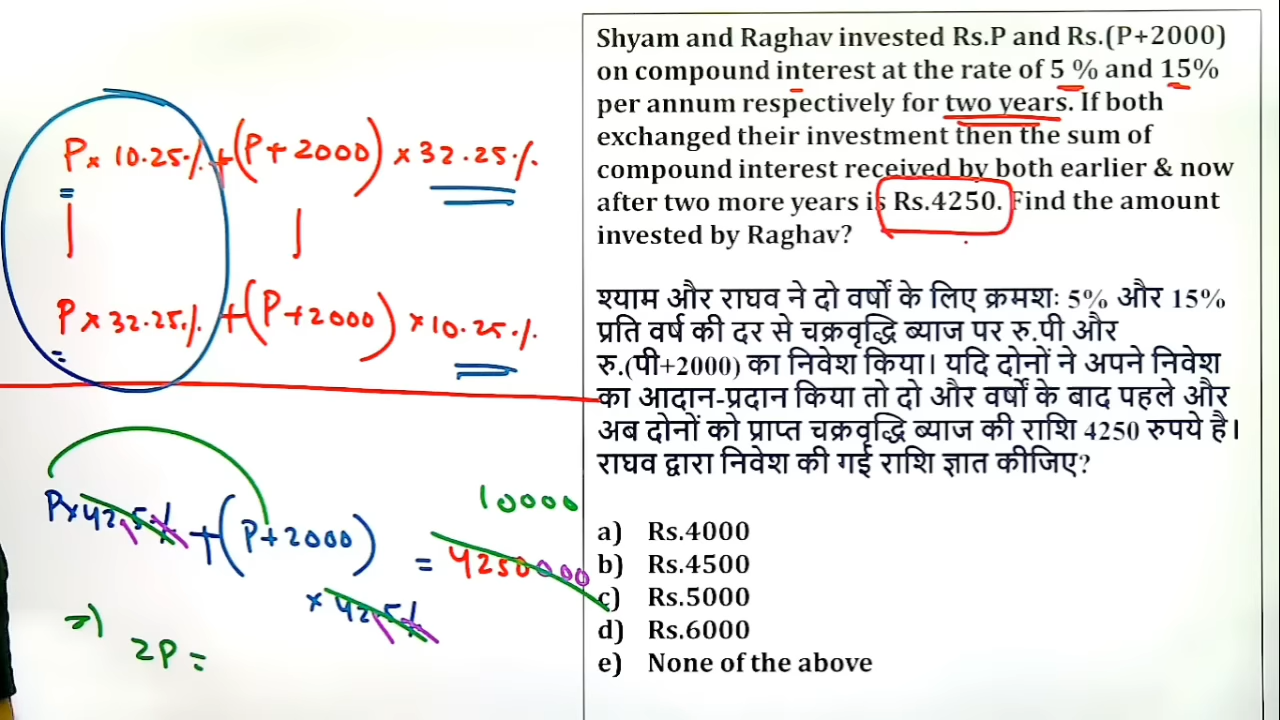 P × 10.25% + (P + 2000) × 32.25%
P × 32.25% + (P + 2000) × 10.25%
P × 42.5% + (P + 2000) × 42.5% = 4250000
10000
⇒ 2P =
Shyam and Raghav invested Rs.P and Rs.(P+2000)
on compound interest at the rate of 5 % and 15%
per annum respectively for two years. If both
exchanged their investment then the sum of
compound interest received by both earlier & now
after two more years is Rs.4250. Find the amount
invested by Raghav?
श्याम और राघव ने दो वर्षों के लिए क्रमशः 5% और 15%
प्रति वर्ष की दर से चक्रवृद्धि ब्याज पर रु.पी और
रु.(पी+2000) का निवेश किया। यदि दोनों ने अपने निवेश
का आदान-प्रदान किया तो दो और वर्षों के बाद पहले और
अब दोनों को प्राप्त चक्रवृद्धि ब्याज की राशि 4250 रुपये है।
राघव द्वारा निवेश की गई राशि ज्ञात कीजिए?
a) Rs.4000
b) Rs.4500
c) Rs.5000
d) Rs.6000
e) None of the above